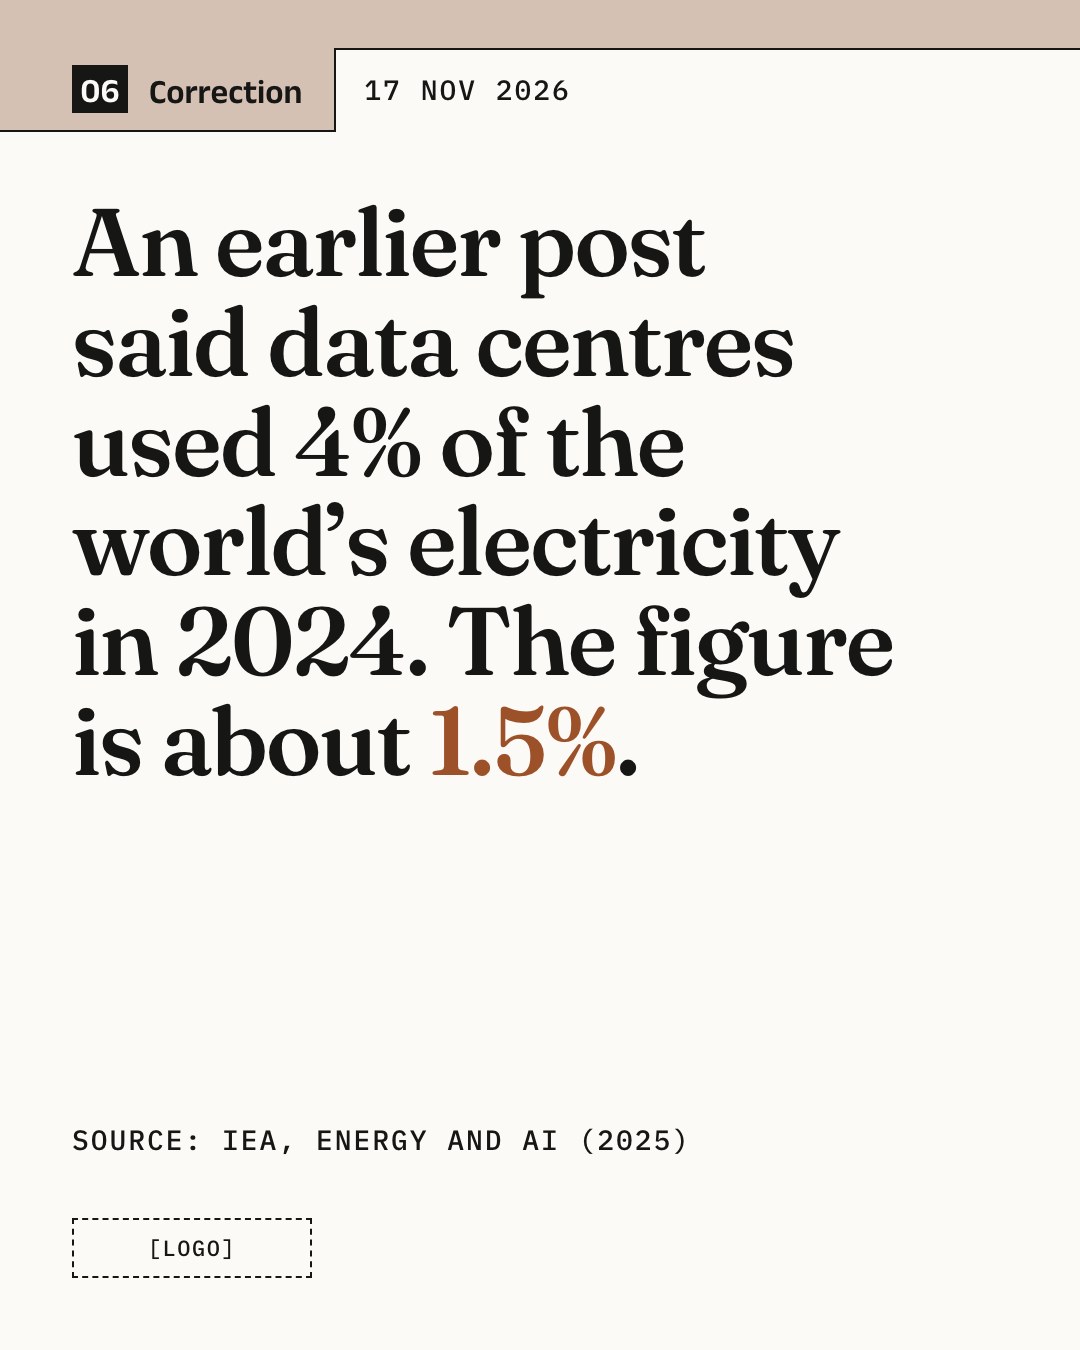 06 Correction 17 NOV 2026
An earlier post
said data centres
used 4% of the
world’s electricity
in 2024. The figure
is about 1.5%.
SOURCE: IEA, ENERGY AND AI (2025)
[LOGO]